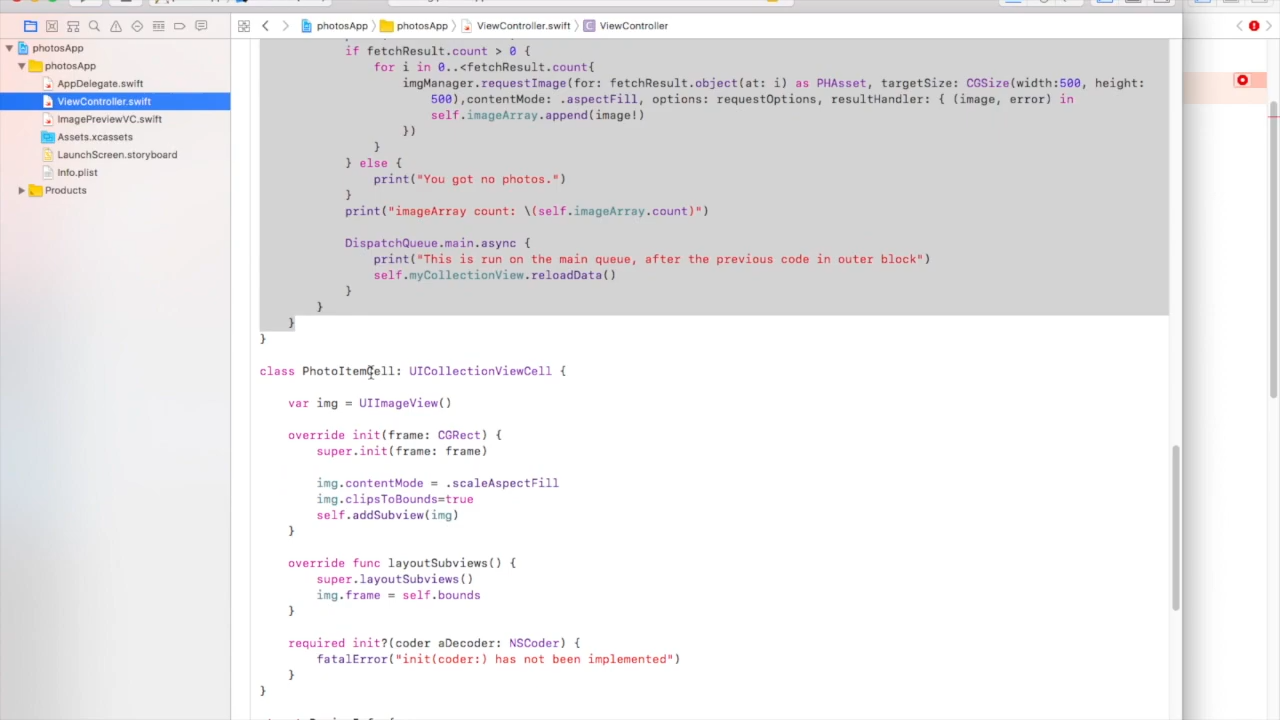 photosApp
photosApp
ViewController.swift
ViewController
photosApp
photosApp
AppDelegate.swift
ViewController.swift
ImagePreviewVC.swift
Assets.xcassets
LaunchScreen.storyboard
Info.plist
Products
if fetchResult.count > 0 {
for i in 0..<fetchResult.count{
imgManager.requestImage(for: fetchResult.object(at: i) as PHAsset, targetSize: CGSize(width:500, height:
500),contentMode: .aspectFill, options: requestOptions, resultHandler: { (image, error) in
self.imageArray.append(image!)
})
}
} else {
print("You got no photos.")
}
print("imageArray count: \(self.imageArray.count)")
DispatchQueue.main.async {
print("This is run on the main queue, after the previous code in outer block")
self.myCollectionView.reloadData()
}
}
}
}
class PhotoItemCell: UICollectionViewCell {
var img = UIImageView()
override init(frame: CGRect) {
super.init(frame: frame)
img.contentMode = .scaleAspectFill
img.clipsToBounds=true
self.addSubview(img)
}
override func layoutSubviews() {
super.layoutSubviews()
img.frame = self.bounds
}
required init?(coder aDecoder: NSCoder) {
fatalError("init(coder:) has not been implemented")
}
}